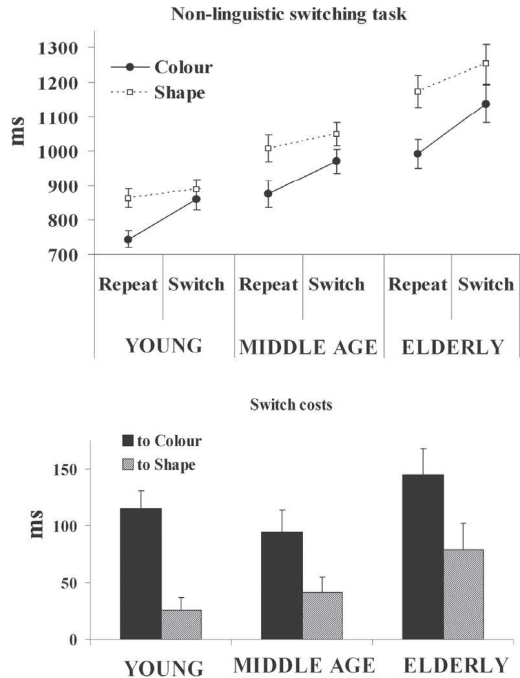 Non-linguistic switching task
1300
1200
1100
1000
900
800
700
ms
Colour
Shape
Repeat Switch Repeat Switch Repeat Switch
YOUNG MIDDLE AGE ELDERLY
Switch costs
150
100
50
0
ms
to Colour
to Shape
YOUNG MIDDLE AGE ELDERLY